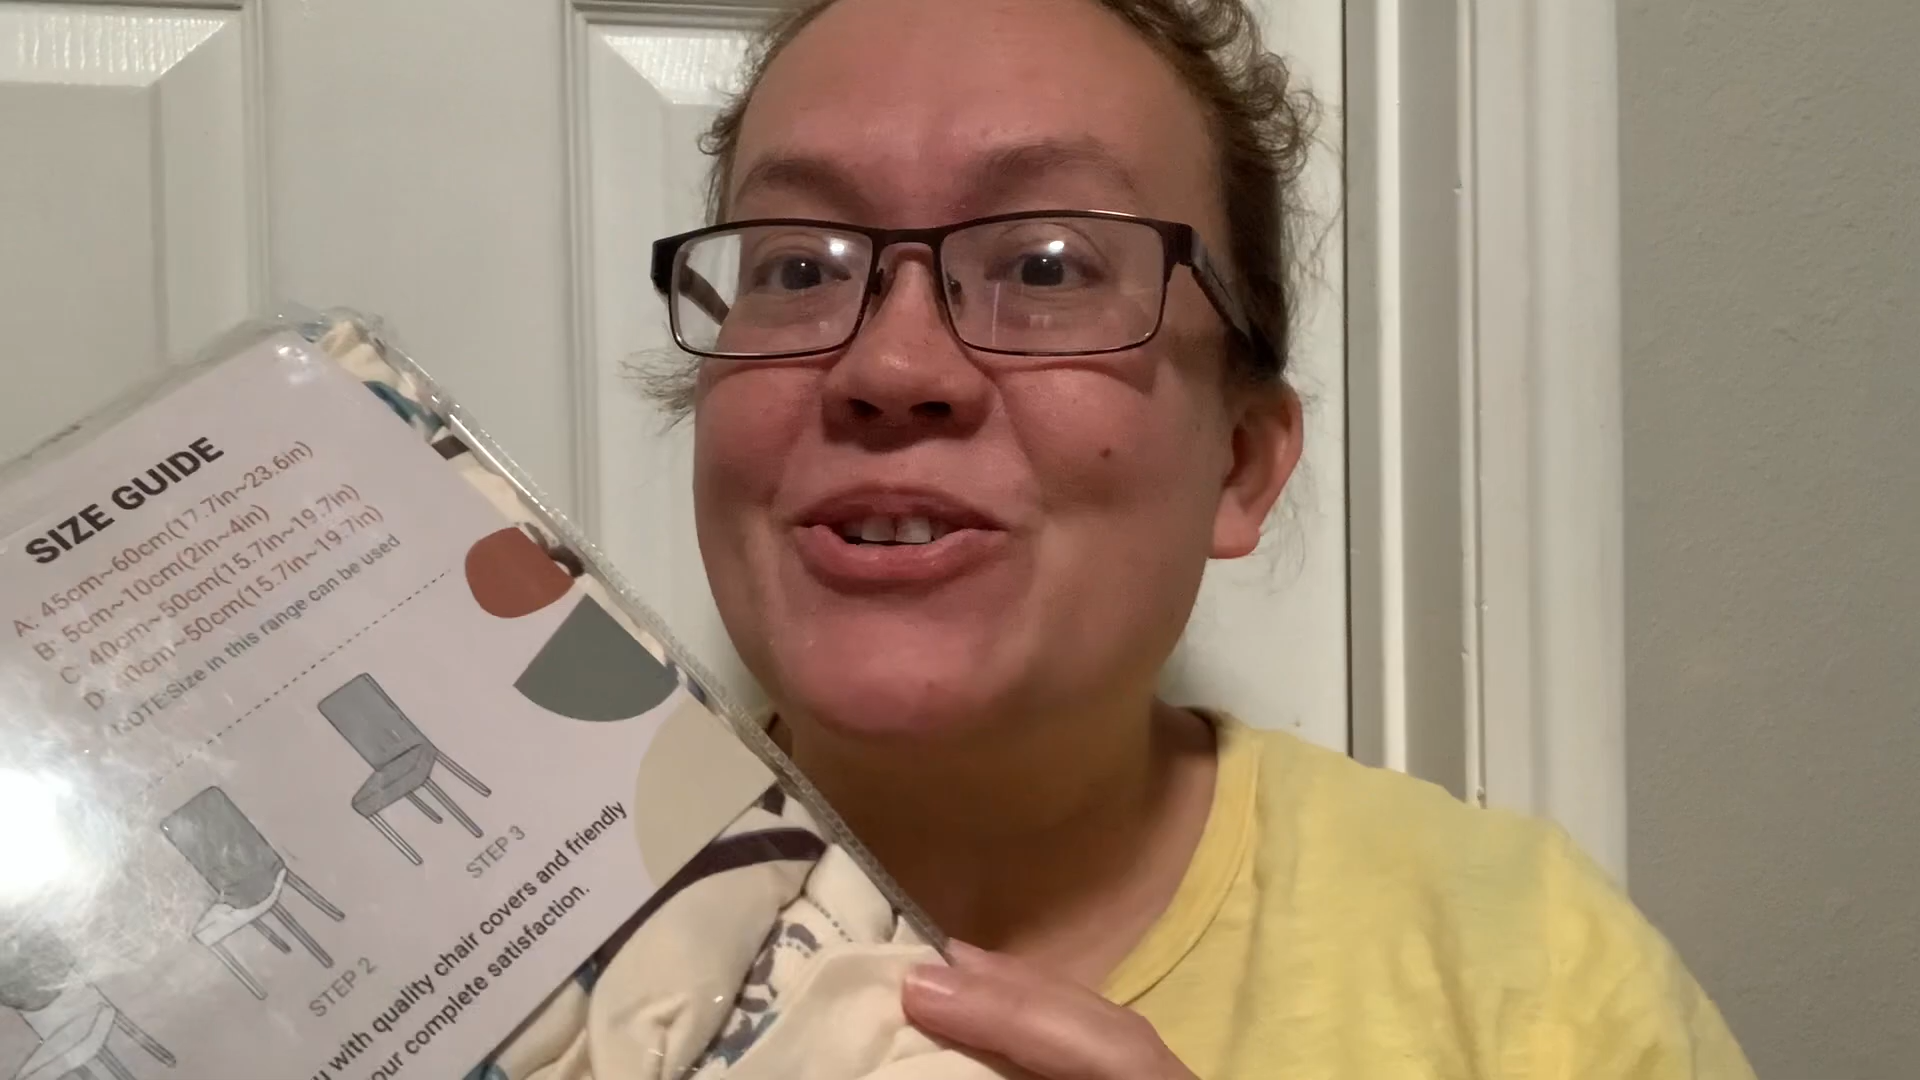 SIZE GUIDE
A: 45cm~60cm(17.7in~23.6in)
B: 5cm~10cm(2in~4in)
C: 40cm~50cm(15.7in~19.7in)
D: 40cm~50cm(15.7in~19.7in)
NOTE:Size in this range can be used
STEP 3
STEP 2
with quality chair covers and friendly
our complete satisfaction.